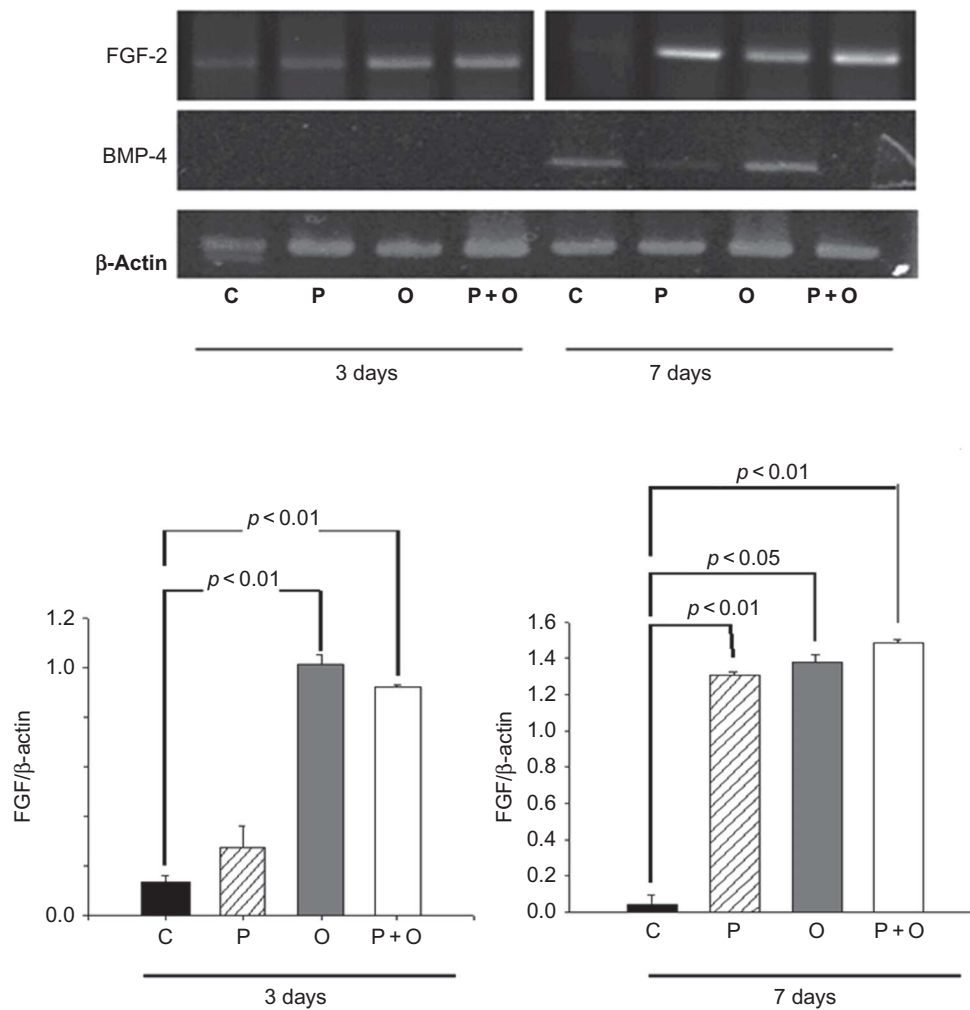 FGF-2
BMP-4
β-Actin
C P O P + O C P O P + O
3 days 7 days
p < 0.01
p < 0.01
1.2
1.0
0.0
FGF/β-actin
C P O P + O
3 days
p < 0.01
p < 0.05
p < 0.01
1.6
1.4
1.2
1.0
0.8
0.6
0.4
0.2
0.0
FGF/β-actin
C P O P + O
7 days